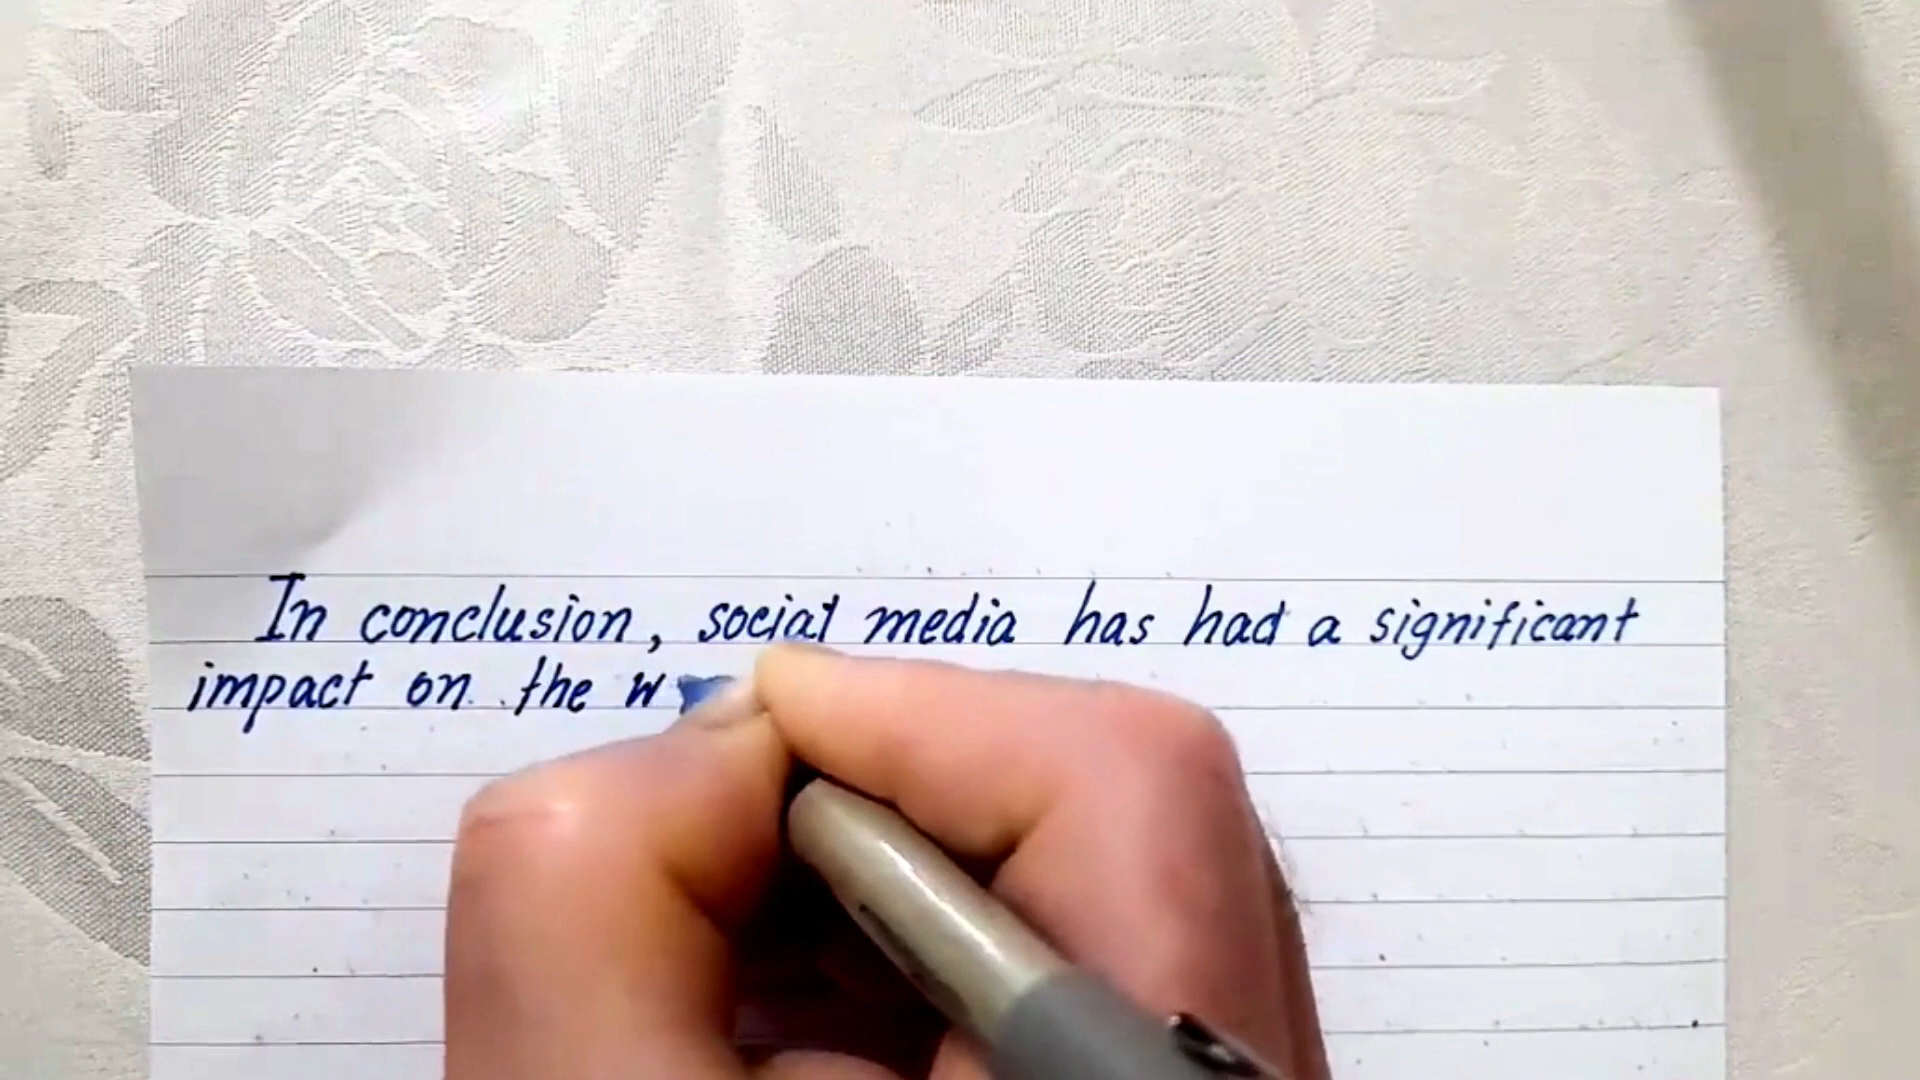 In conclusion, social media has had a significant
impact on the w